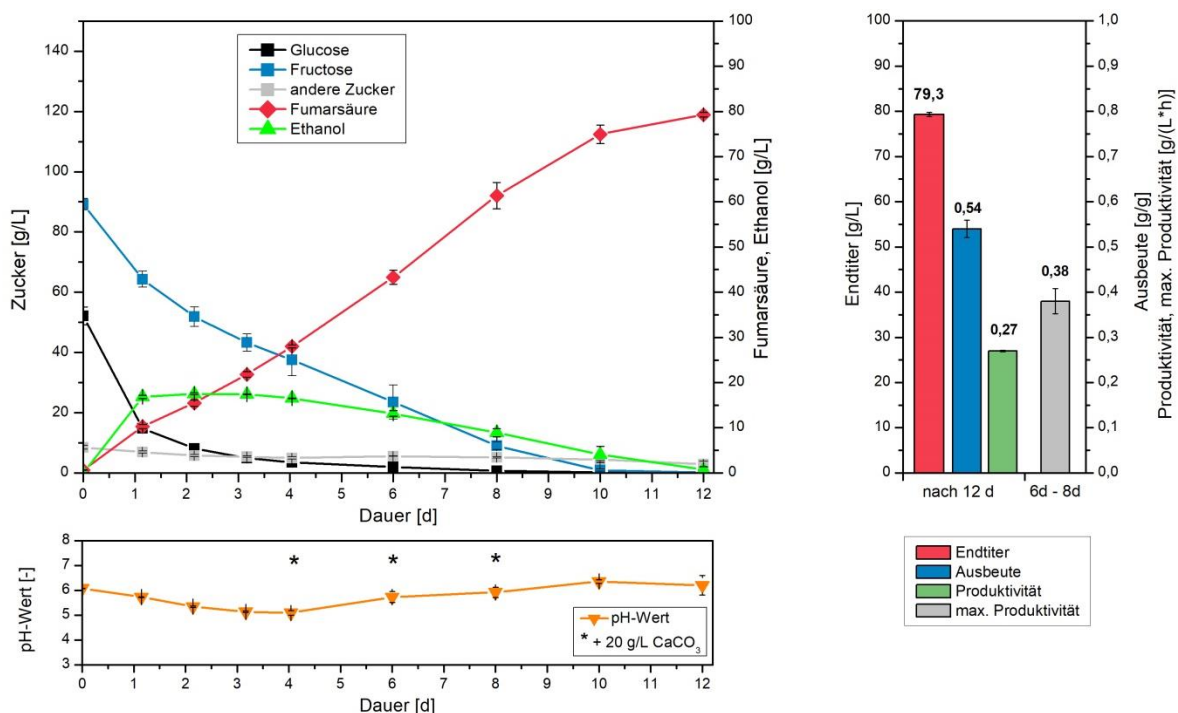 Zucker [g/L]
140
120
100
80
60
40
20
0
Glucose
Fructose
andere Zucker
Fumarsäure
Ethanol
100
90
80
70
60
50
40
30
20
10
0
Fumarsäure, Ethanol [g/L]
0 1 2 3 4 5 6 7 8 9 10 11 12
Dauer [d]
pH-Wert [-]
8
7
6
5
4
3
* * *
pH-Wert
* + 20 g/L CaCO3
0 1 2 3 4 5 6 7 8 9 10 11 12
Dauer [d]
Endtiter [g/L]
100
90
80
70
60
50
40
30
20
10
0
79,3
0,54
0,27
0,38
1,0
0,9
0,8
0,7
0,6
0,5
0,4
0,3
0,2
0,1
0,0
Ausbeute [g/g]
Produktivität, max. Produktivität [g/(L*h)]
nach 12 d 6d - 8d
Endtiter
Ausbeute
Produktivität
max. Produktivität